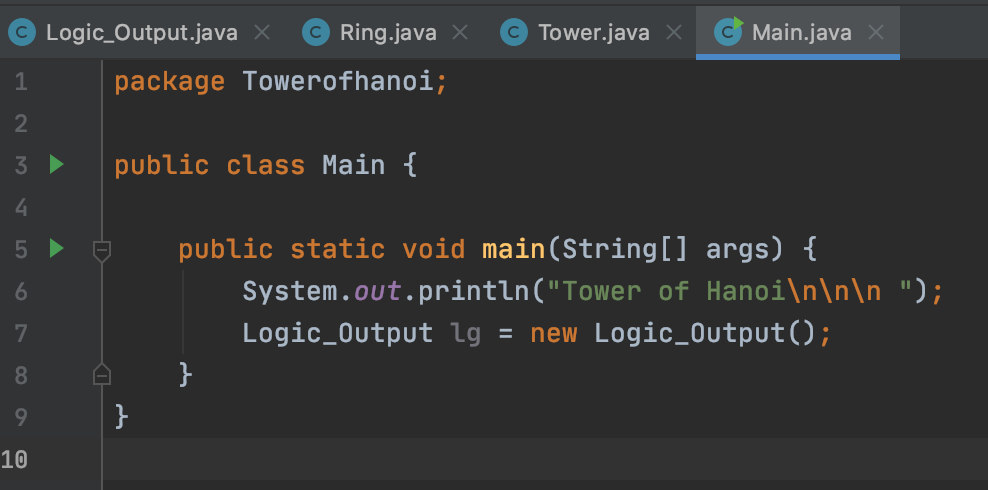 Logic_Output.java Ring.java Tower.java Main.java
1 package Towerofhanoi;
2
3 public class Main {
4
5     public static void main(String[] args) {
6         System.out.println("Tower of Hanoi\n\n\n ");
7         Logic_Output lg = new Logic_Output();
8     }
9 }
10